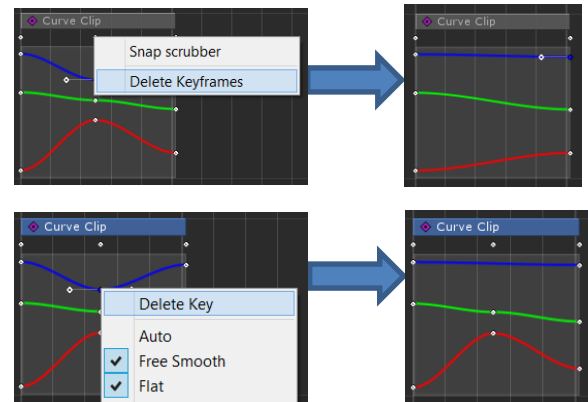 Curve Clip
Curve Clip
Snap scrubber
Delete Keyframes
Curve Clip
Curve Clip
Delete Key
Auto
Free Smooth
Flat